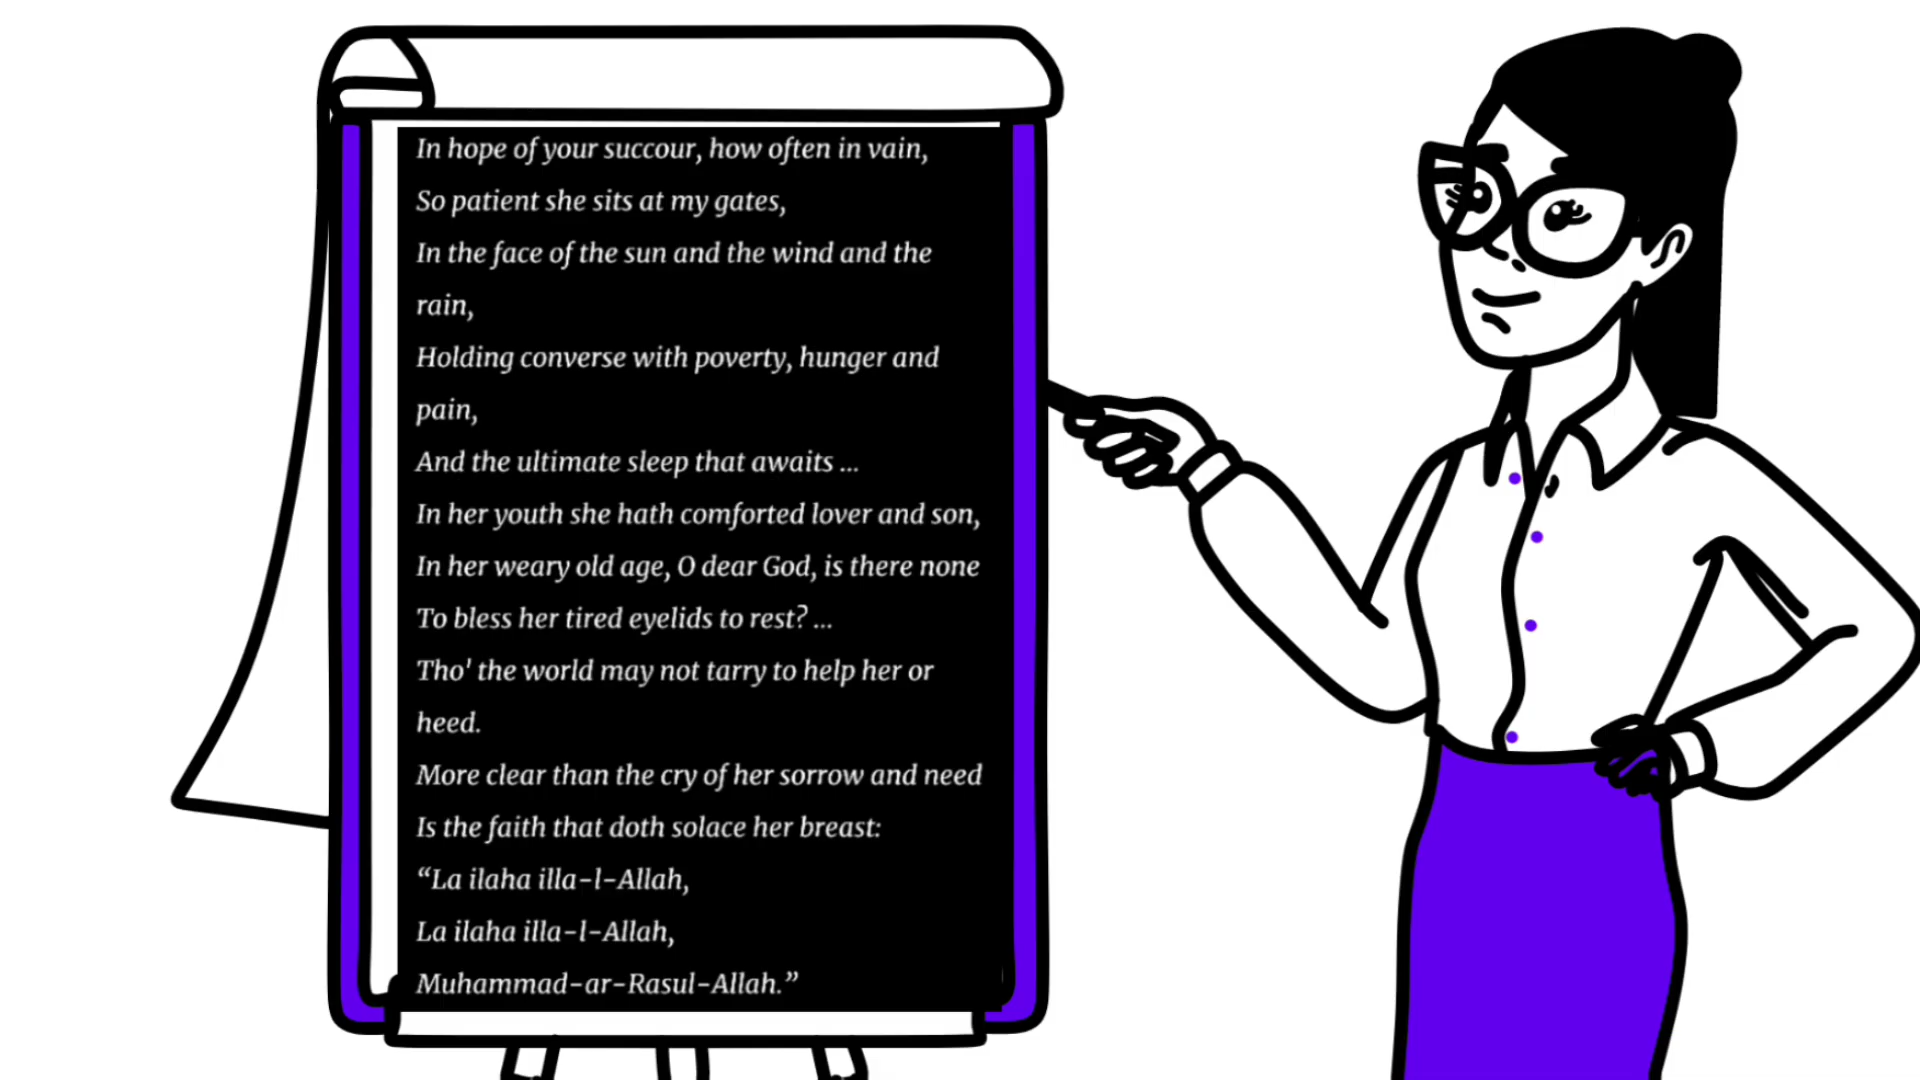 In hope of your succour, how often in vain,
So patient she sits at my gates,
In the face of the sun and the wind and the
rain,
Holding converse with poverty, hunger and
pain,
And the ultimate sleep that awaits ...
In her youth she hath comforted lover and son,
In her weary old age, O dear God, is there none
To bless her tired eyelids to rest? ...
Tho' the world may not tarry to help her or
heed.
More clear than the cry of her sorrow and need
Is the faith that doth solace her breast:
“La ilaha illa-l-Allah,
La ilaha illa-l-Allah,
Muhammad-ar-Rasul-Allah.”